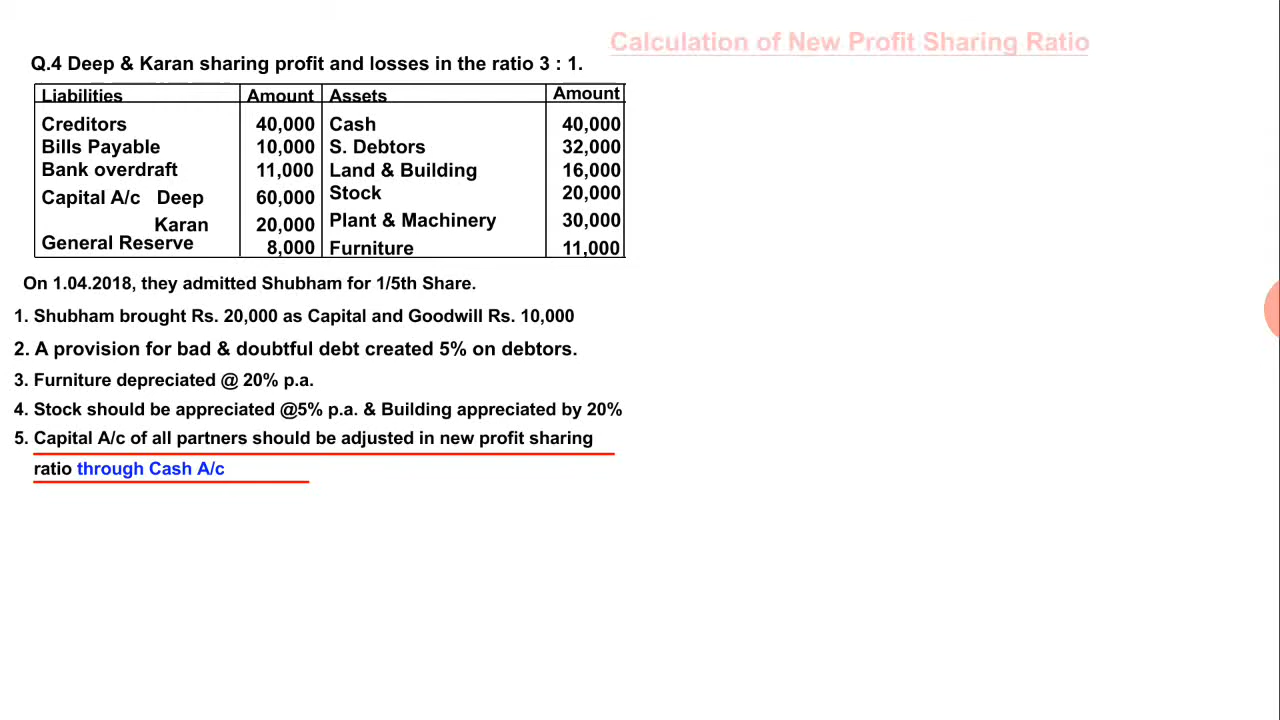 Calculation of New Profit Sharing Ratio
Q.4 Deep & Karan sharing profit and losses in the ratio 3 : 1.
Liabilities Amount Assets Amount
Creditors 40,000 Cash 40,000
Bills Payable 10,000 S. Debtors 32,000
Bank overdraft 11,000 Land & Building 16,000
Capital A/c Deep 60,000 Stock 20,000
Karan 20,000 Plant & Machinery 30,000
General Reserve 8,000 Furniture 11,000
On 1.04.2018, they admitted Shubham for 1/5th Share.
1. Shubham brought Rs. 20,000 as Capital and Goodwill Rs. 10,000
2. A provision for bad & doubtful debt created 5% on debtors.
3. Furniture depreciated @ 20% p.a.
4. Stock should be appreciated @5% p.a. & Building appreciated by 20%
5. Capital A/c of all partners should be adjusted in new profit sharing
ratio through Cash A/c